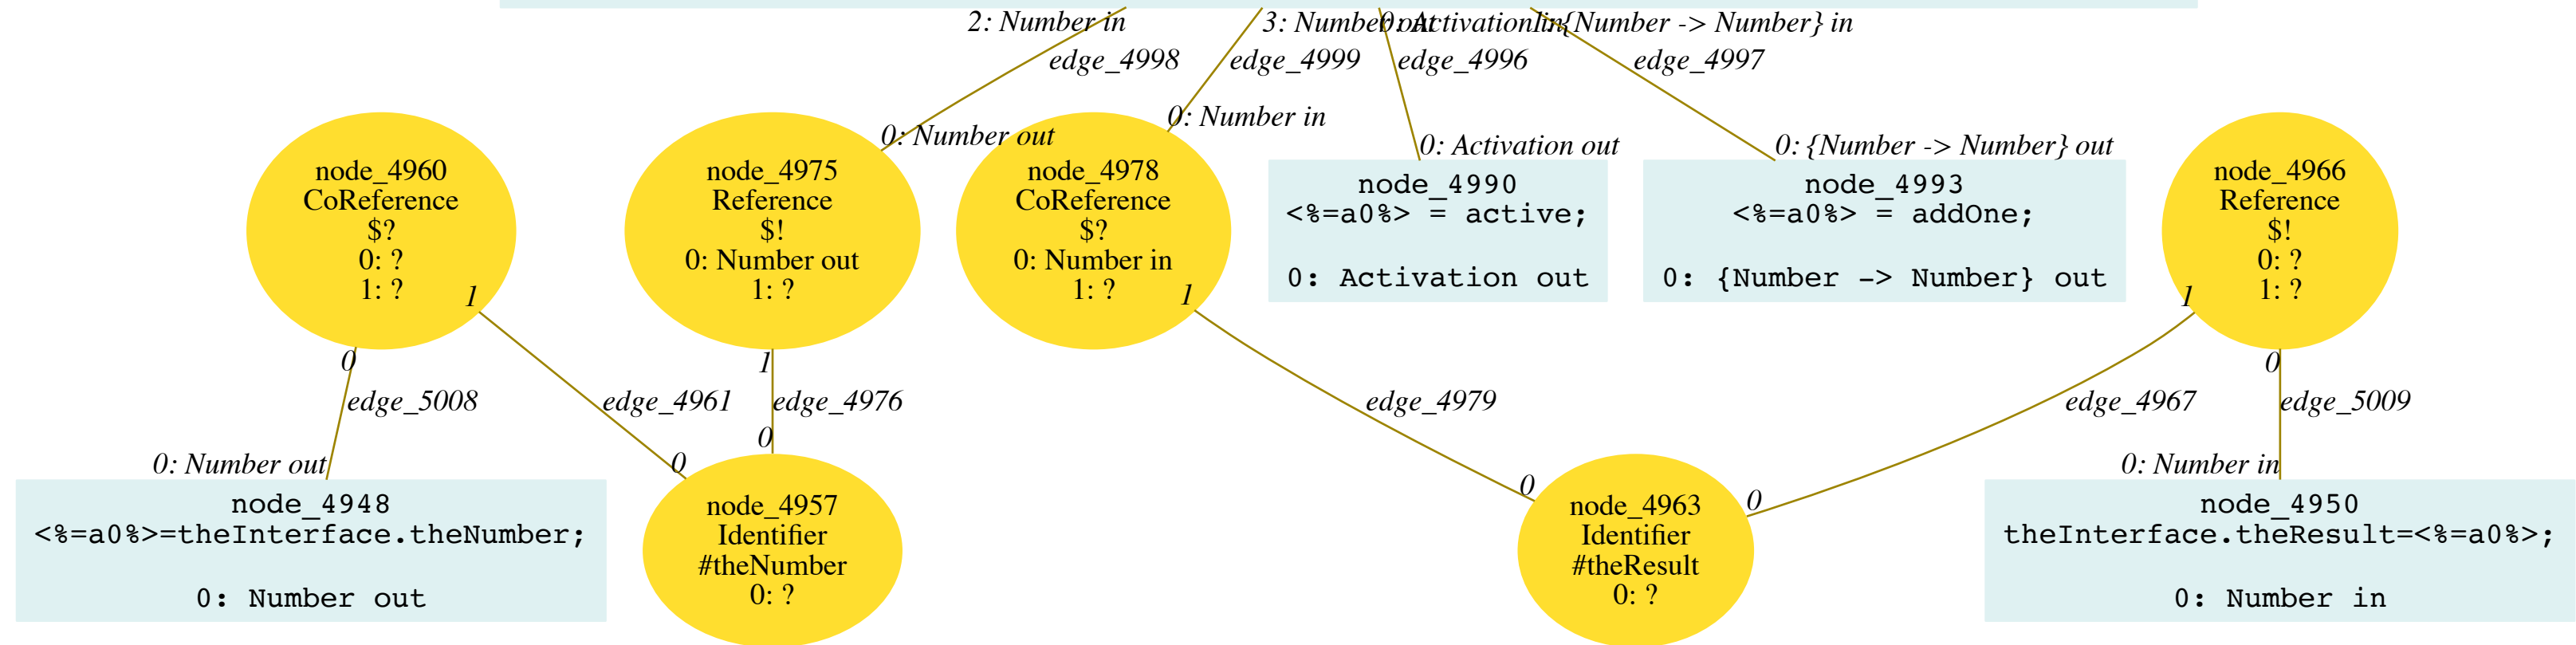 2: Number in
3: Number out
0: Activation in
1: {Number -> Number} in
edge_4998
edge_4999
edge_4996
edge_4997
0: Number out
0: Number in
0: Activation out
0: {Number -> Number} out
node_4960
CoReference
$?
0: ?
1: ?
1
0
node_4975
Reference
$!
0: Number out
1: ?
1
node_4978
CoReference
$?
0: Number in
1: ?
1
node_4990
<%=a0%> = active;
0: Activation out
node_4993
<%=a0%> = addOne;
0: {Number -> Number} out
node_4966
Reference
$!
0: ?
1: ?
1
0
edge_5008
edge_4961
edge_4976
edge_4979
edge_4967
edge_5009
0: Number out
0
0
0
0
0: Number in
node_4948
<%=a0%>=theInterface.theNumber;
0: Number out
node_4957
Identifier
#theNumber
0: ?
node_4963
Identifier
#theResult
0: ?
node_4950
theInterface.theResult=<%=a0%>;
0: Number in